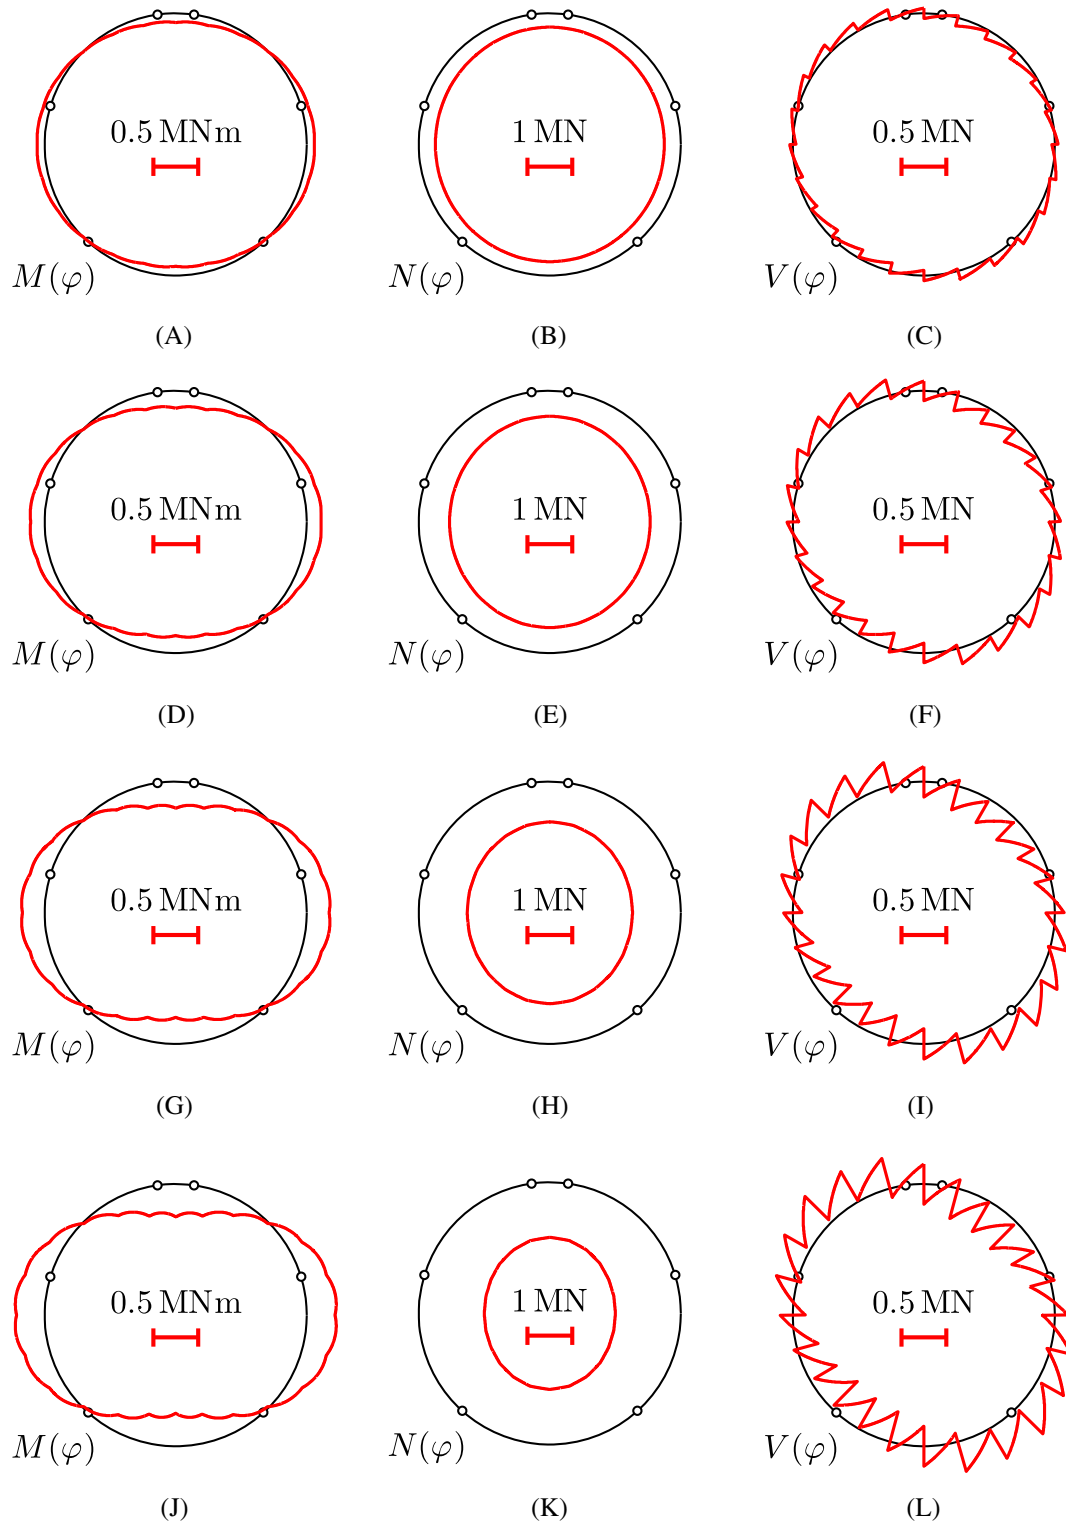 0.5 MNm 1 MN 0.5 MN
M(φ) N(φ) V(φ)
(A) (B) (C)
0.5 MNm 1 MN 0.5 MN
M(φ) N(φ) V(φ)
(D) (E) (F)
0.5 MNm 1 MN 0.5 MN
M(φ) N(φ) V(φ)
(G) (H) (I)
0.5 MNm 1 MN 0.5 MN
M(φ) N(φ) V(φ)
(J) (K) (L)